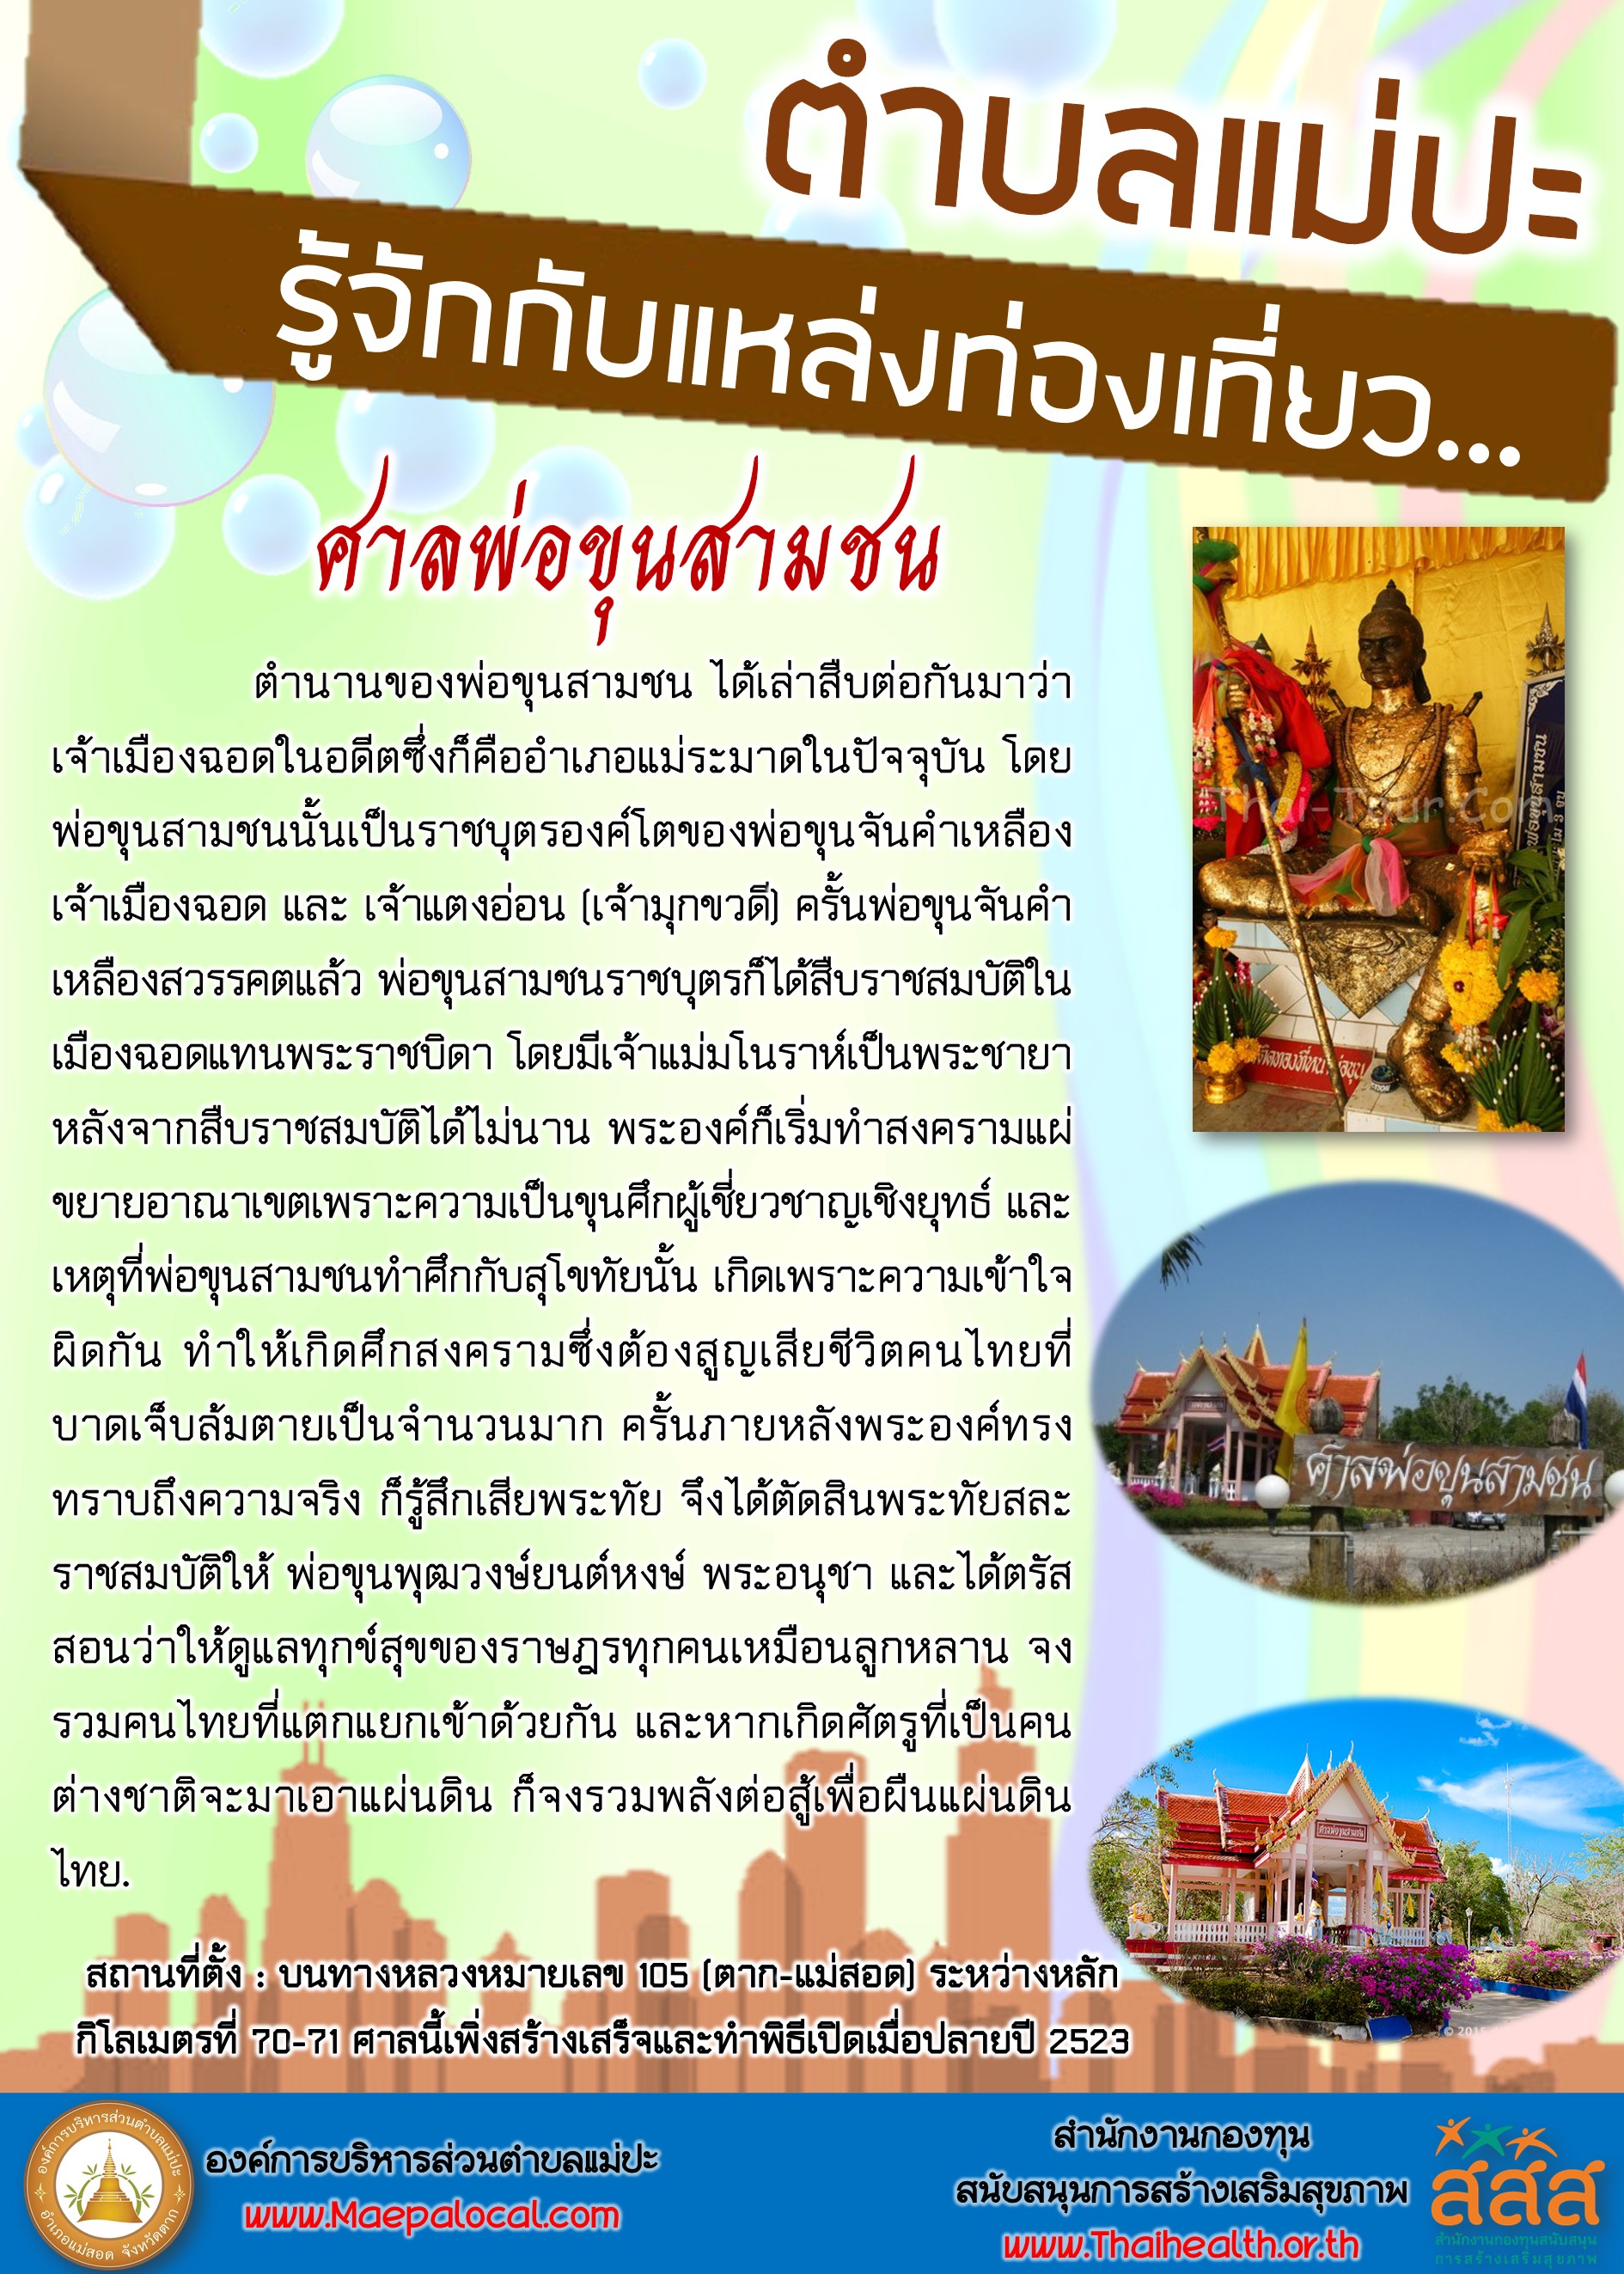 ตำบลแม่ปะ
รู้จักกับแหล่งท่องเที่ยว...
ศาลพ่อขุนสามชน
ตำนานของพ่อขุนสามชน ได้เล่าสืบต่อกันมาว่า
เจ้าเมืองฉอดในอดีตซึ่งก็คืออำเภอแม่ระมาดในปัจจุบัน โดย
พ่อขุนสามชนนั้นเป็นราชบุตรองค์โตของพ่อขุนจันคำเหลือง
เจ้าเมืองฉอด และ เจ้าแตงอ่อน (เจ้ามุกขวดี) ครั้นพ่อขุนจันคำ
เหลืองสวรรคตแล้ว พ่อขุนสามชนราชบุตรก็ได้สืบราชสมบัติใน
เมืองฉอดแทนพระราชบิดา โดยมีเจ้าแม่มโนราห์เป็นพระชายา
หลังจากสืบราชสมบัติได้ไม่นาน พระองค์ก็เริ่มทำสงครามแผ่
ขยายอาณาเขตเพราะความเป็นขุนศึกผู้เชี่ยวชาญเชิงยุทธ์ และ
เหตุที่พ่อขุนสามชนทำศึกกับสุโขทัยนั้น เกิดเพราะความเข้าใจ
ผิดกัน ทำให้เกิดศึกสงครามซึ่งต้องสูญเสียชีวิตคนไทยที่
บาดเจ็บล้มตายเป็นจำนวนมาก ครั้นภายหลังพระองค์ทรง
ทราบถึงความจริง ก็รู้สึกเสียพระทัย จึงได้ตัดสินพระทัยสละ
ราชสมบัติให้ พ่อขุนพุฒวงษ์ยนต์หงษ์ พระอนุชา และได้ตรัส
สอนว่าให้ดูแลทุกข์สุขของราษฎรทุกคนเหมือนลูกหลาน จง
รวมคนไทยที่แตกแยกเข้าด้วยกัน และหากเกิดศัตรูที่เป็นคน
ต่างชาติจะมาเอาแผ่นดิน ก็จงรวมพลังต่อสู้เพื่อผืนแผ่นดิน
ไทย.
สถานที่ตั้ง : บนทางหลวงหมายเลข 105 (ตาก-แม่สอด) ระหว่างหลัก
กิโลเมตรที่ 70-71 ศาลนี้เพิ่งสร้างเสร็จและทำพิธีเปิดเมื่อปลายปี 2523
Thai-Tour.Com
พ่อขุนสามชน
ศาลพ่อขุนสามชน
ศาลพ่อขุนสามชน
องค์การบริหารส่วนตำบลแม่ปะ
อำเภอแม่สอด จังหวัดตาก
องค์การบริหารส่วนตำบลแม่ปะ
www.Maepalocal.com
สำนักงานกองทุน
สนับสนุนการสร้างเสริมสุขภาพ
www.Thaihealth.or.th
สสส
สำนักงานกองทุนสนับสนุน
การสร้างเสริมสุขภาพ